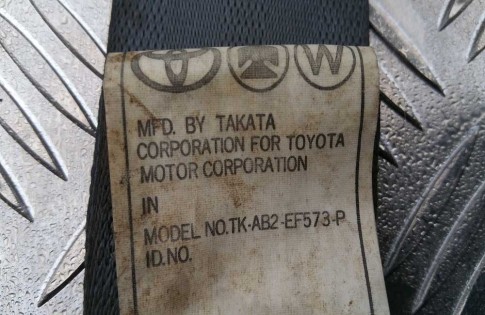 W
MFD. BY TAKATA
CORPORATION FOR TOYOTA
MOTOR CORPORATION
IN
MODEL NO.TK-AB2-EF573-P
ID.NO.